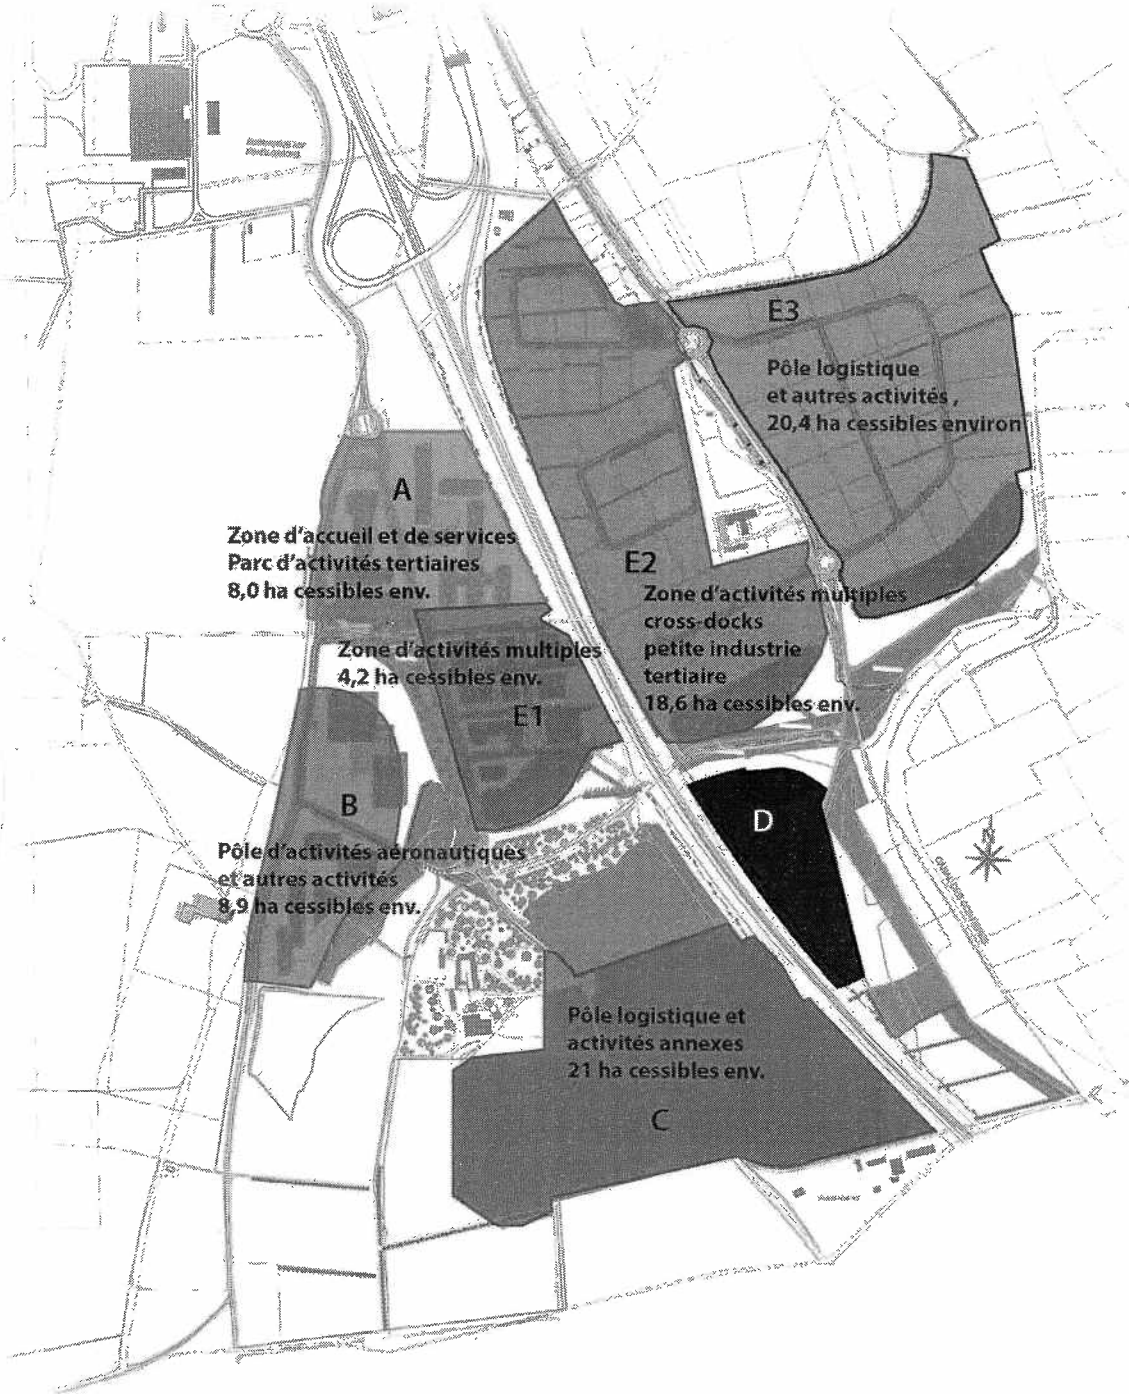 E3
Pôle logistique
et autres activités ,
20,4 ha cessibles environ
A
Zone d'accueil et de services
Parc d'activités tertiaires
8,0 ha cessibles env.
E2
Zone d'activités multiples
cross-docks
petite industrie
tertiaire
18,6 ha cessibles env.
Zone d'activités multiples
4,2 ha cessibles env.
E1
B
Pôle d'activités aéronautiques
et autres activités
8,9 ha cessibles env.
D
N
Pôle logistique et
activités annexes
21 ha cessibles env.
C